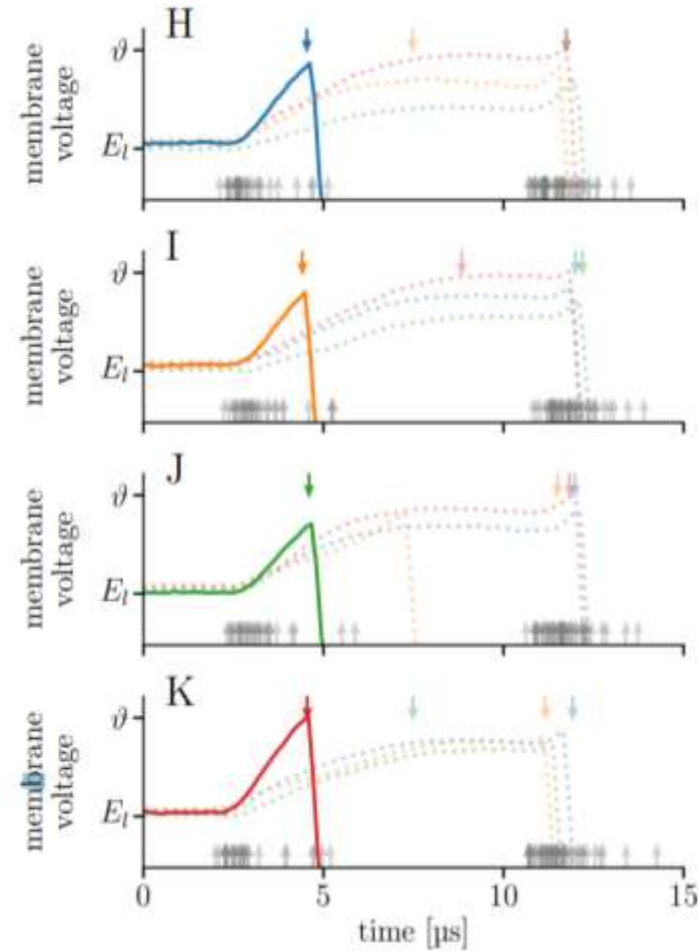 H
membrane
voltage
ϑ
E_l
I
membrane
voltage
ϑ
E_l
J
membrane
voltage
ϑ
E_l
K
membrane
voltage
ϑ
E_l
0 5 10 15
time [µs]